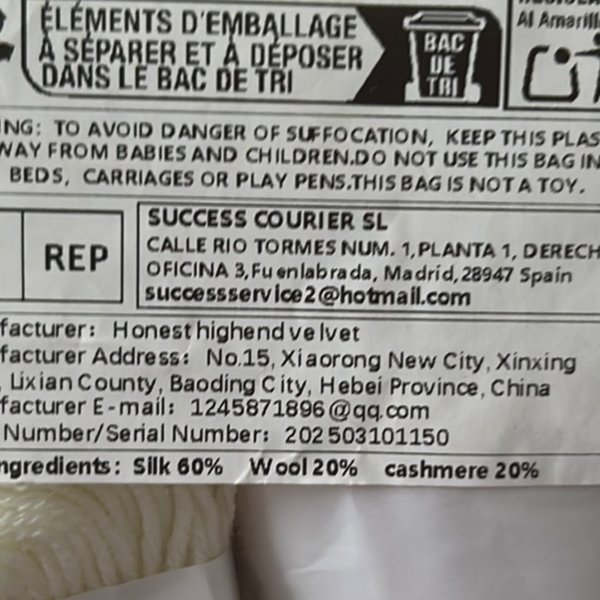 ÉLÉMENTS D'EMBALLAGE
À SÉPARER ET À DÉPOSER
DANS LE BAC DE TRI
BAC
DE
TRI
Al Amarill
ING: TO AVOID DANGER OF SUFFOCATION, KEEP THIS PLAS
WAY FROM BABIES AND CHILDREN.DO NOT USE THIS BAG IN
BEDS, CARRIAGES OR PLAY PENS.THIS BAG IS NOT A TOY.
REP
SUCCESS COURIER SL
CALLE RIO TORMES NUM. 1,PLANTA 1, DERECH
OFICINA 3,Fuenlabrada, Madrid,28947 Spain
successservice2@hotmail.com
facturer: Honest highend velvet
facturer Address: No.15, Xiaorong New City, Xinxing
, Lixian County, Baoding City, Hebei Province, China
facturer E-mail: 1245871896@qq.com
Number/Serial Number: 202503101150
ngredients: Silk 60% Wool 20% cashmere 20%